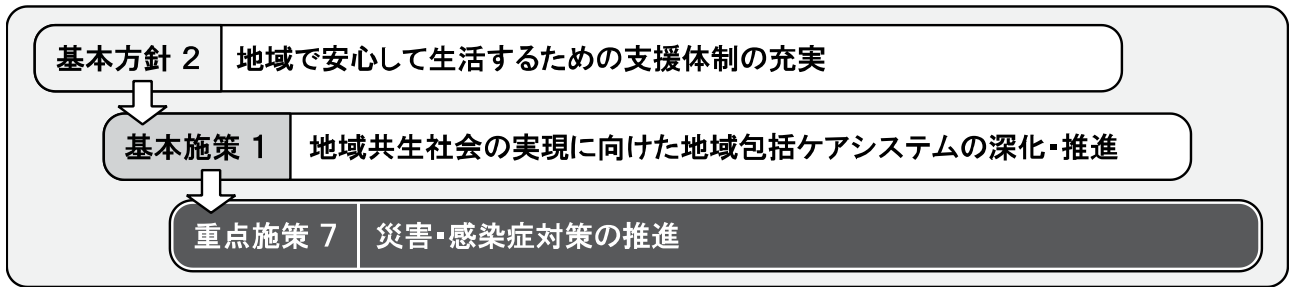 基本方針 2 地域で安心して生活するための支援体制の充実
基本施策 1 地域共生社会の実現に向けた地域包括ケアシステムの深化・推進
重点施策 7 災害・感染症対策の推進